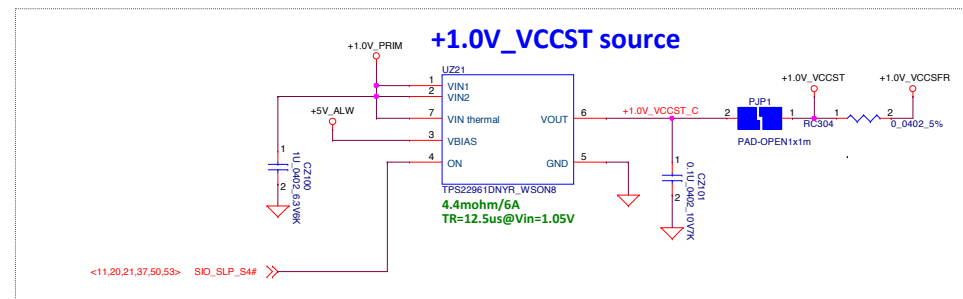 +1.0V_VCCST source
+1.0V_PRIM
+5V_ALW
UZ21
1 VIN1
2 VIN2
7 VIN thermal
3 VBIAS
4 ON
VOUT 6
GND 5
TPS22961DNYR_WSON8
4.4mohm/6A
TR=12.5us@Vin=1.05V
1
2
CZ100
1U_0402_6.3V6K
+1.0V_VCCST_C
1
2
CZ101
0.1U_0402_10V7K
2 PJP1 1
PAD-OPEN1x1m
+1.0V_VCCST
+1.0V_VCCSFR
1 2
RC304 0_0402_5%
<11,20,21,37,50,53> SIO_SLP_S4#